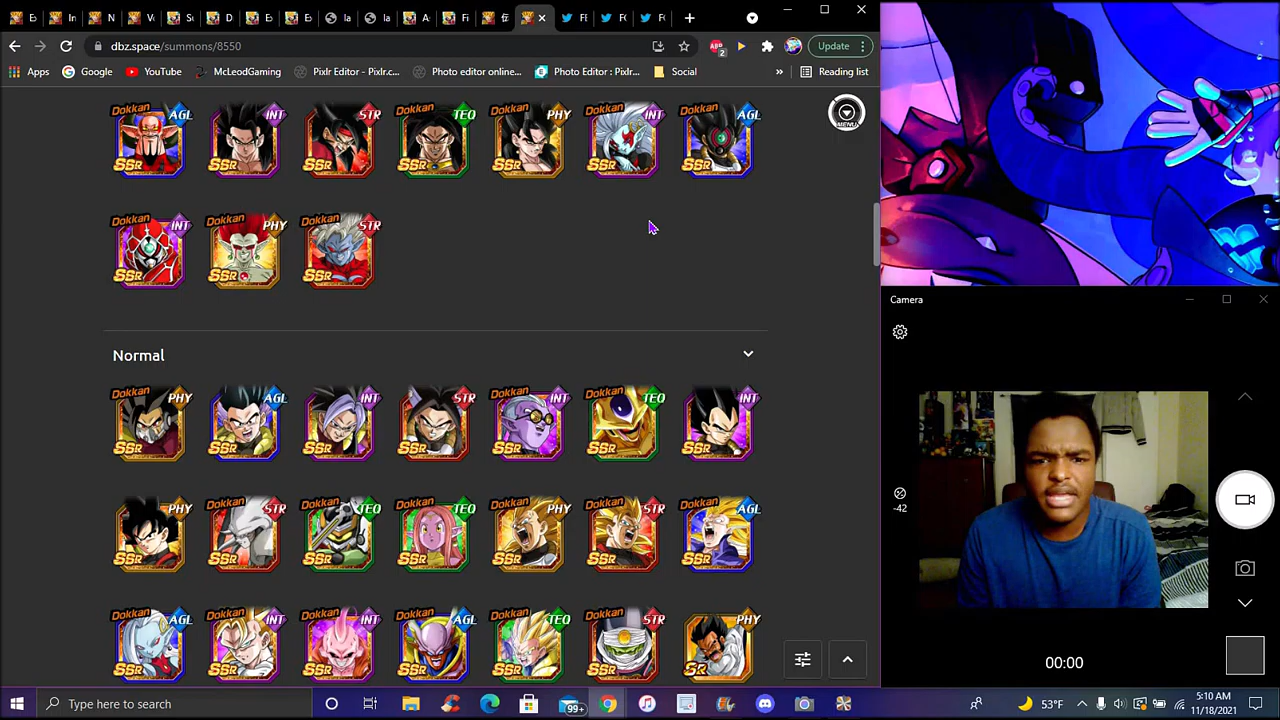 dbz.space/summons/8550
Update
Apps
Google
YouTube
McLeodGaming
Pixlr Editor - Pixlr.c...
Photo editor online...
Photo Editor : Pixlr...
Social
»
Reading list
Dokkan AGL SSR
Dokkan INT SSR
Dokkan STR SSR
Dokkan TEQ SSR
Dokkan PHY SSR
Dokkan INT SSR
Dokkan AGL SSR
MENU
Dokkan INT SSR
Dokkan PHY SSR
Dokkan STR SSR
Normal
Dokkan PHY SSR
Dokkan AGL SSR
Dokkan INT SSR
Dokkan STR SSR
Dokkan INT SSR
Dokkan TEQ SSR
Dokkan INT SSR
Dokkan PHY SSR
Dokkan STR SSR
Dokkan TEQ SSR
Dokkan TEQ SSR
Dokkan PHY SSR
Dokkan STR SSR
Dokkan AGL SSR
Dokkan AGL SSR
Dokkan INT SSR
Dokkan INT SSR
Dokkan AGL SSR
Dokkan TEQ SSR
Dokkan STR SSR
PHY SR
Camera
-42
00:00
Type here to search
99+
53°F
5:10 AM
11/18/2021